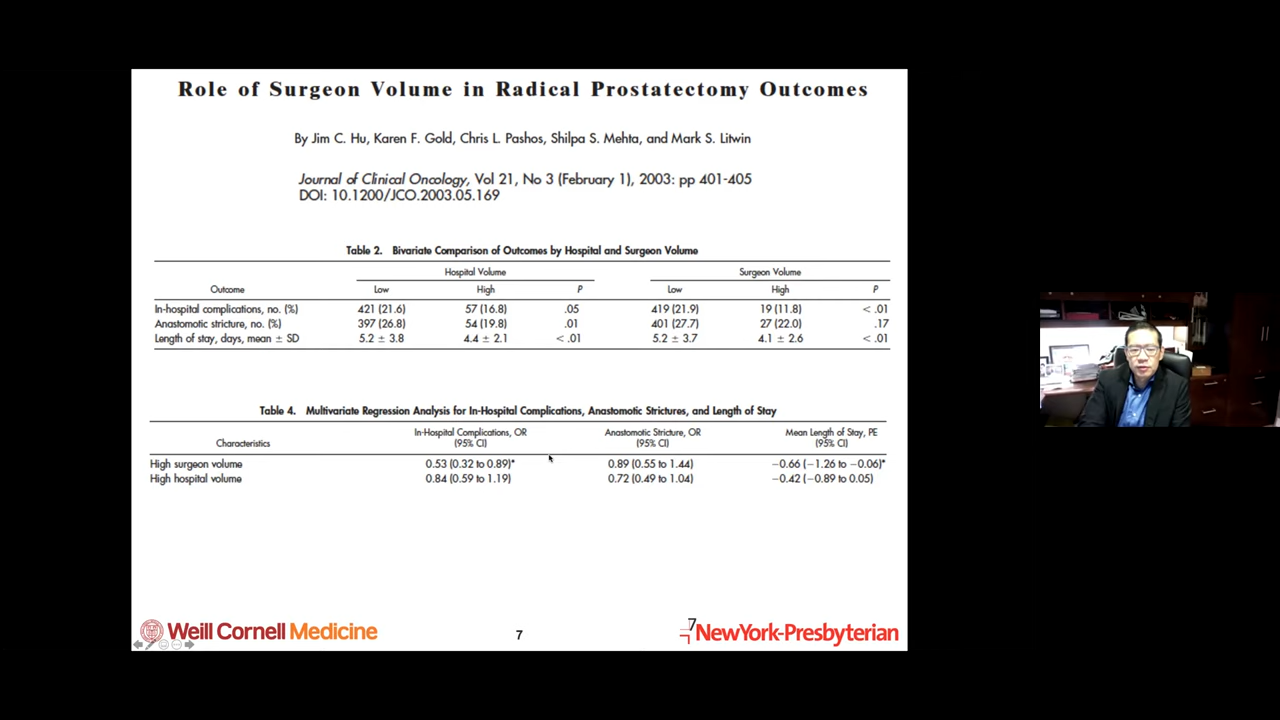 Role of Surgeon Volume in Radical Prostatectomy Outcomes
By Jim C. Hu, Karen F. Gold, Chris L. Pashos, Shilpa S. Mehta, and Mark S. Litwin
Journal of Clinical Oncology, Vol 21, No 3 (February 1), 2003: pp 401-405
DOI: 10.1200/JCO.2003.05.169
Table 2. Bivariate Comparison of Outcomes by Hospital and Surgeon Volume
Hospital Volume Surgeon Volume
Outcome Low High P Low High P
In-hospital complications, no. (%) 421 (21.6) 57 (16.8) .05 419 (21.9) 19 (11.8) < .01
Anastomotic stricture, no. (%) 397 (26.8) 54 (19.8) .01 401 (27.7) 27 (22.0) .17
Length of stay, days, mean ± SD 5.2 ± 3.8 4.4 ± 2.1 < .01 5.2 ± 3.7 4.1 ± 2.6 < .01
Table 4. Multivariate Regression Analysis for In-Hospital Complications, Anastomotic Strictures, and Length of Stay
In-Hospital Complications, OR Anastomotic Stricture, OR Mean Length of Stay, PE
Characteristics (95% CI) (95% CI) (95% CI)
High surgeon volume 0.53 (0.32 to 0.89)* 0.89 (0.55 to 1.44) −0.66 (−1.26 to −0.06)*
High hospital volume 0.84 (0.59 to 1.19) 0.72 (0.49 to 1.04) −0.42 (−0.89 to 0.05)
Weill Cornell Medicine 7 7 NewYork-Presbyterian